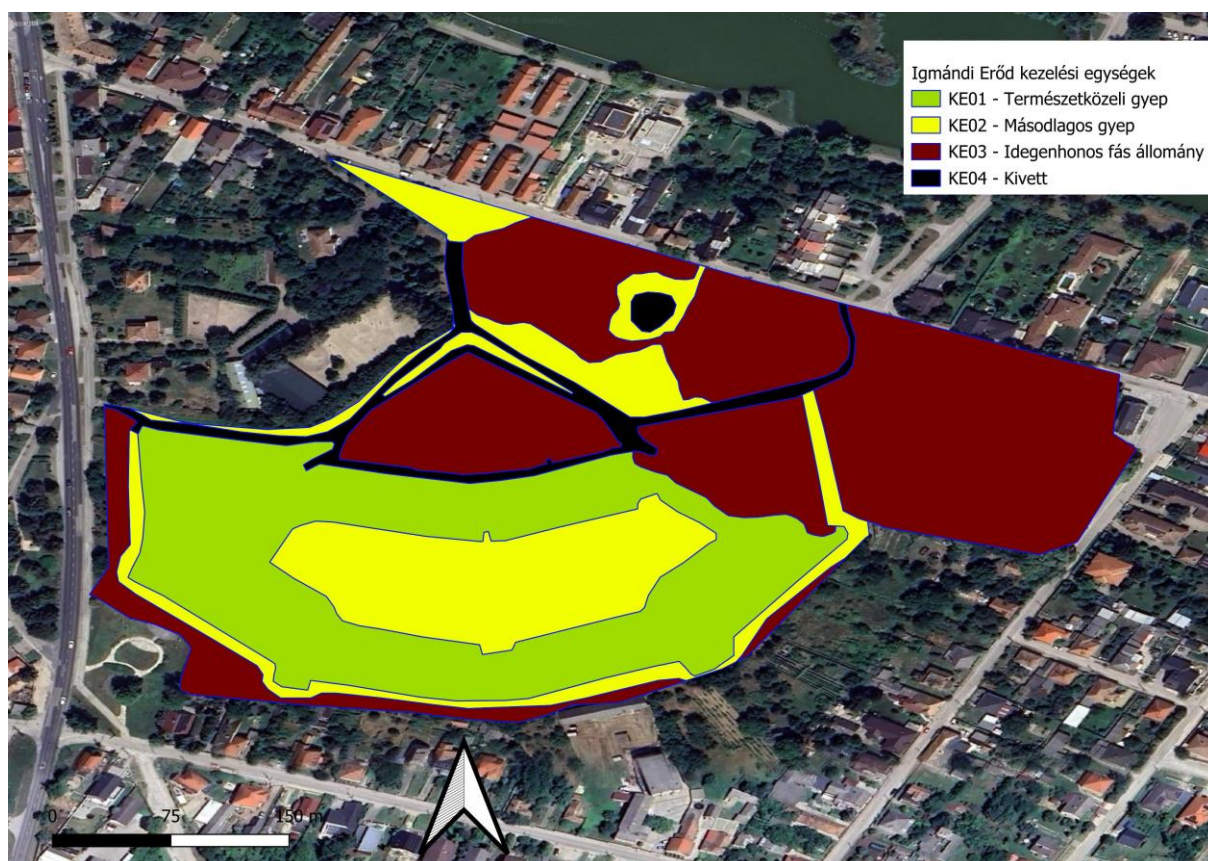 Igmándi Erőd kezelési egységek
KE01 - Természetközeli gyep
KE02 - Másodlagos gyep
KE03 - Idegenhonos fás állomány
KE04 - Kivett
0 75 150 m